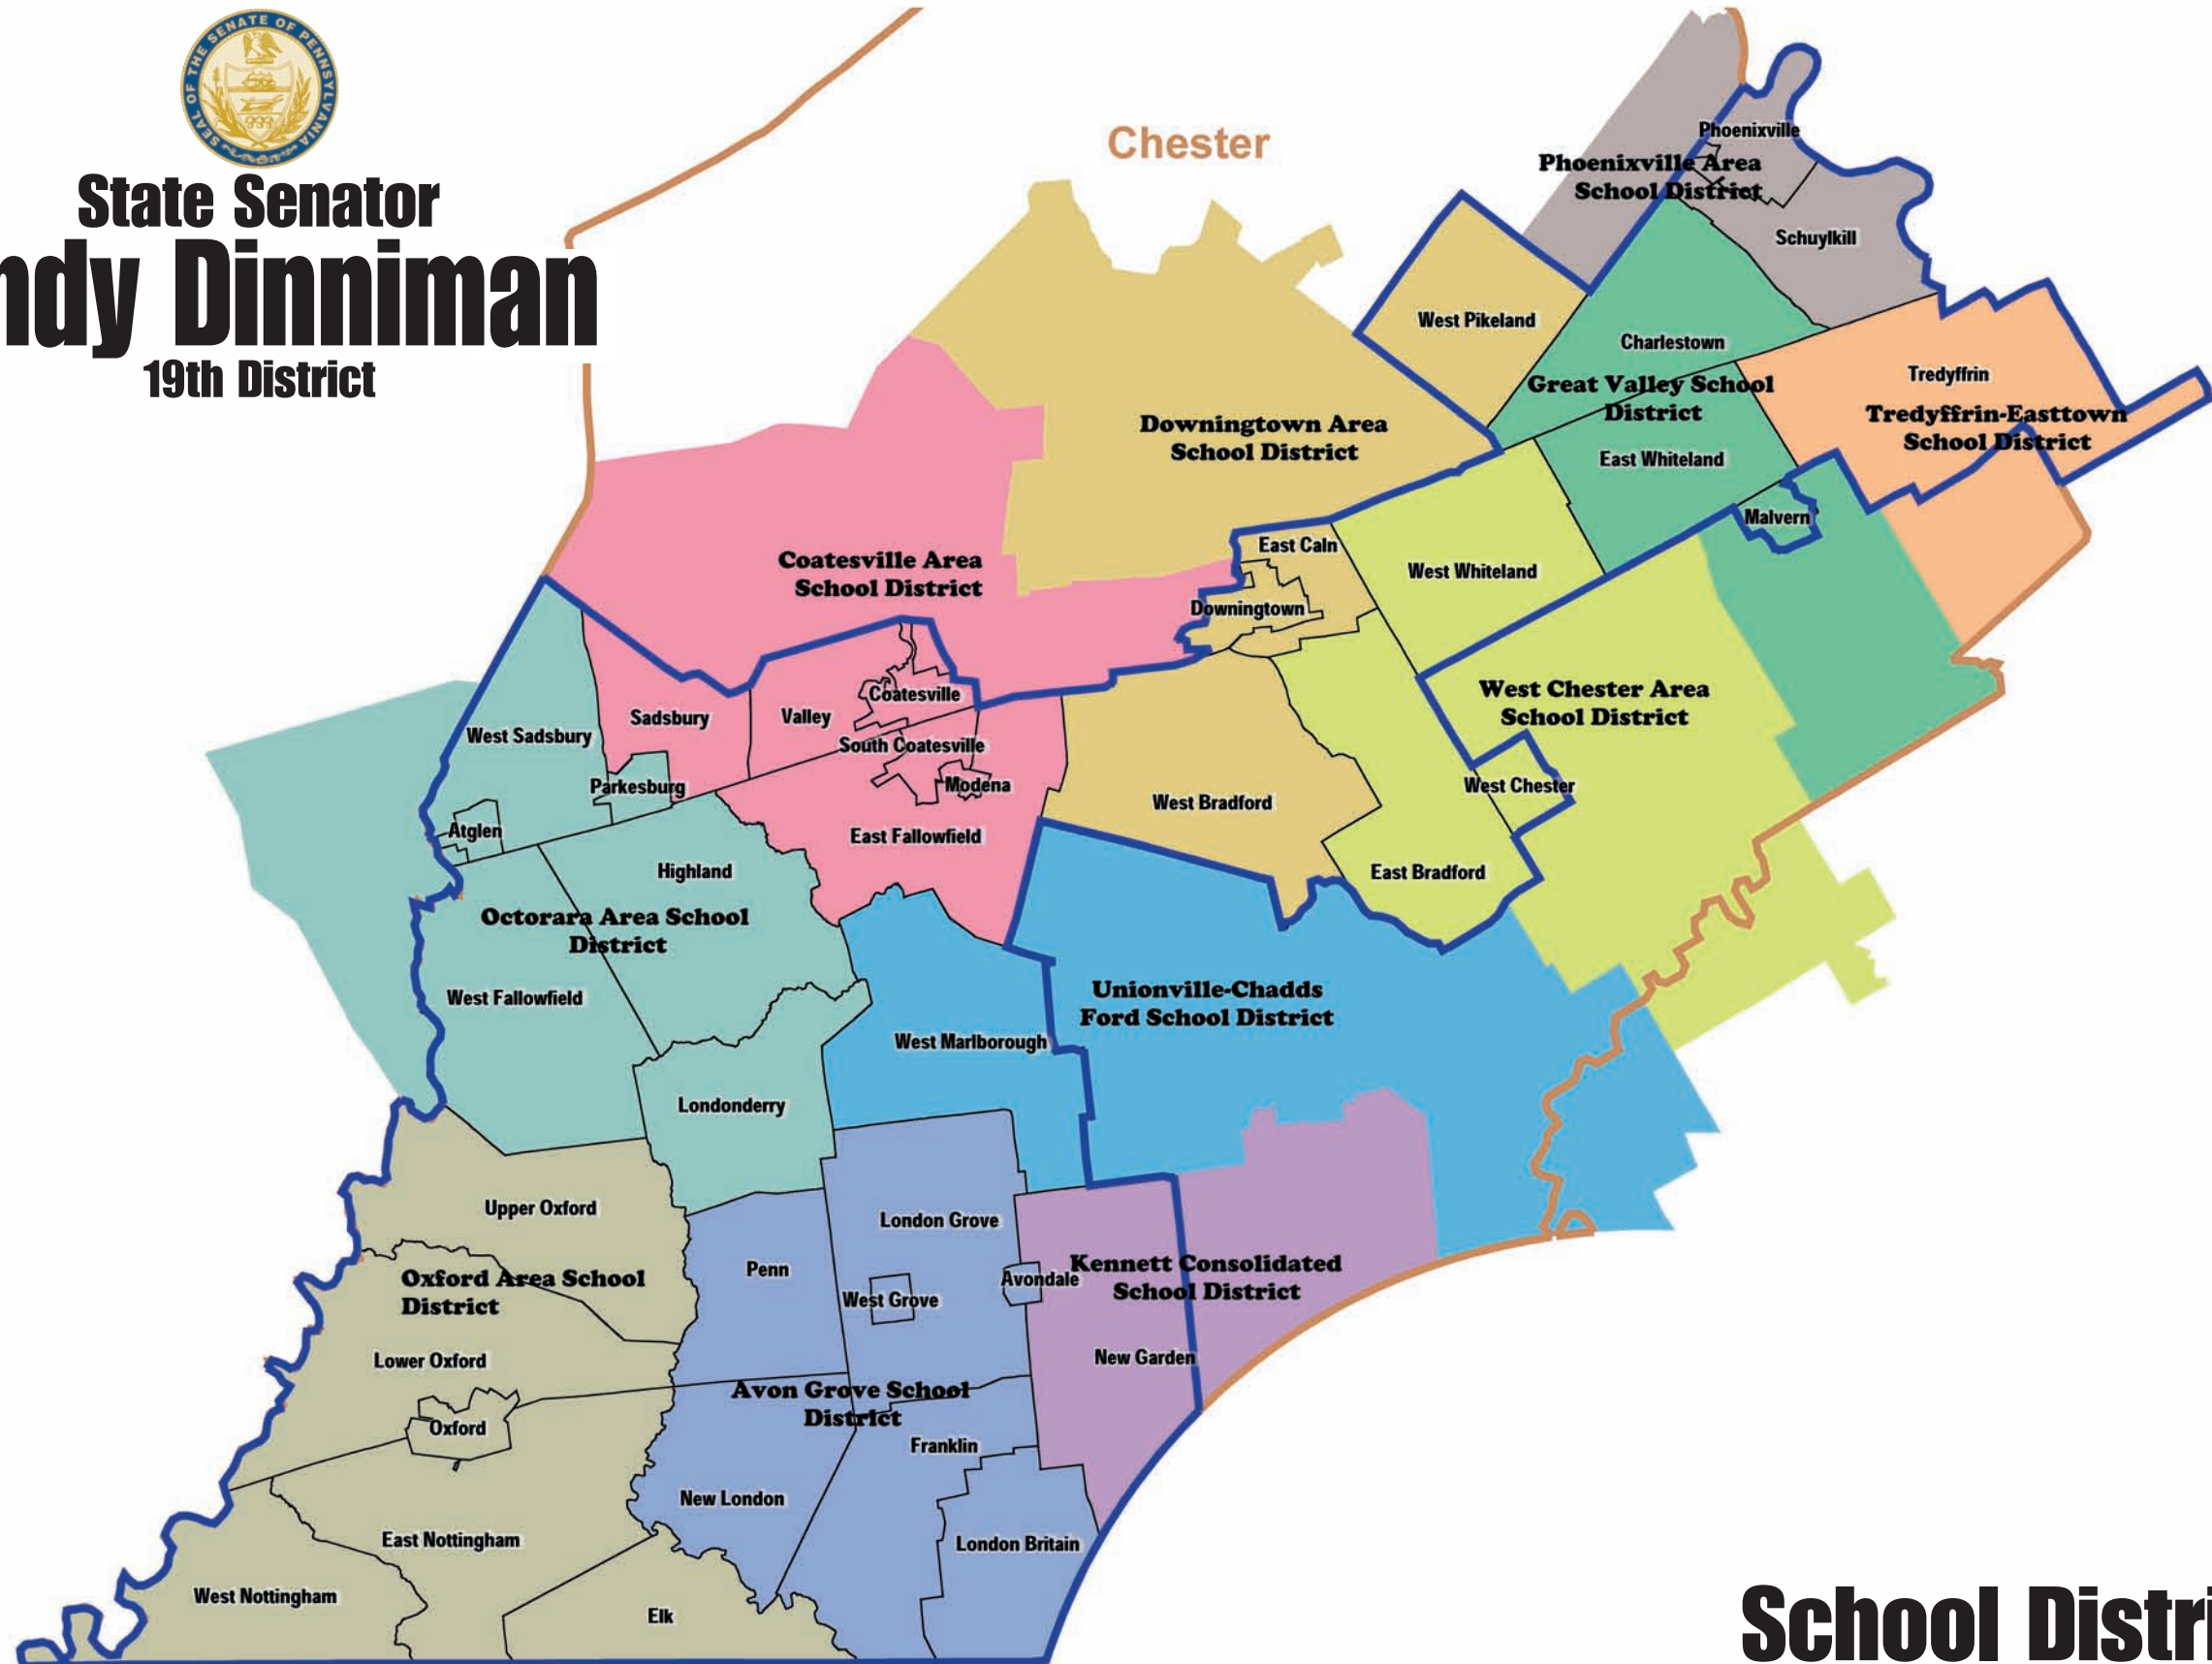 SEAL OF THE SENATE OF PENNSYLVANIA
State Senator
ndy Dinniman
19th District
Chester
Phoenixville
Phoenixville Area
School District
Schuylkill
West Pikeland
Charlestown
Great Valley School
District
Tredyffrin
Tredyffrin-Easttown
School District
Downingtown Area
School District
East Whiteland
Malvern
East Caln
West Whiteland
Coatesville Area
School District
Downingtown
West Chester Area
School District
Coatesville
Sadsbury
Valley
West Sadsbury
South Coatesville
Parkesburg
Modena
West Chester
West Bradford
Atglen
East Fallowfield
Highland
East Bradford
Octorara Area School
District
West Fallowfield
Unionville-Chadds
Ford School District
West Marlborough
Londonderry
Upper Oxford
London Grove
Penn
Oxford Area School
District
Avondale
Kennett Consolidated
School District
West Grove
Lower Oxford
New Garden
Avon Grove School
District
Oxford
Franklin
New London
East Nottingham
London Britain
West Nottingham
Elk
School Distri